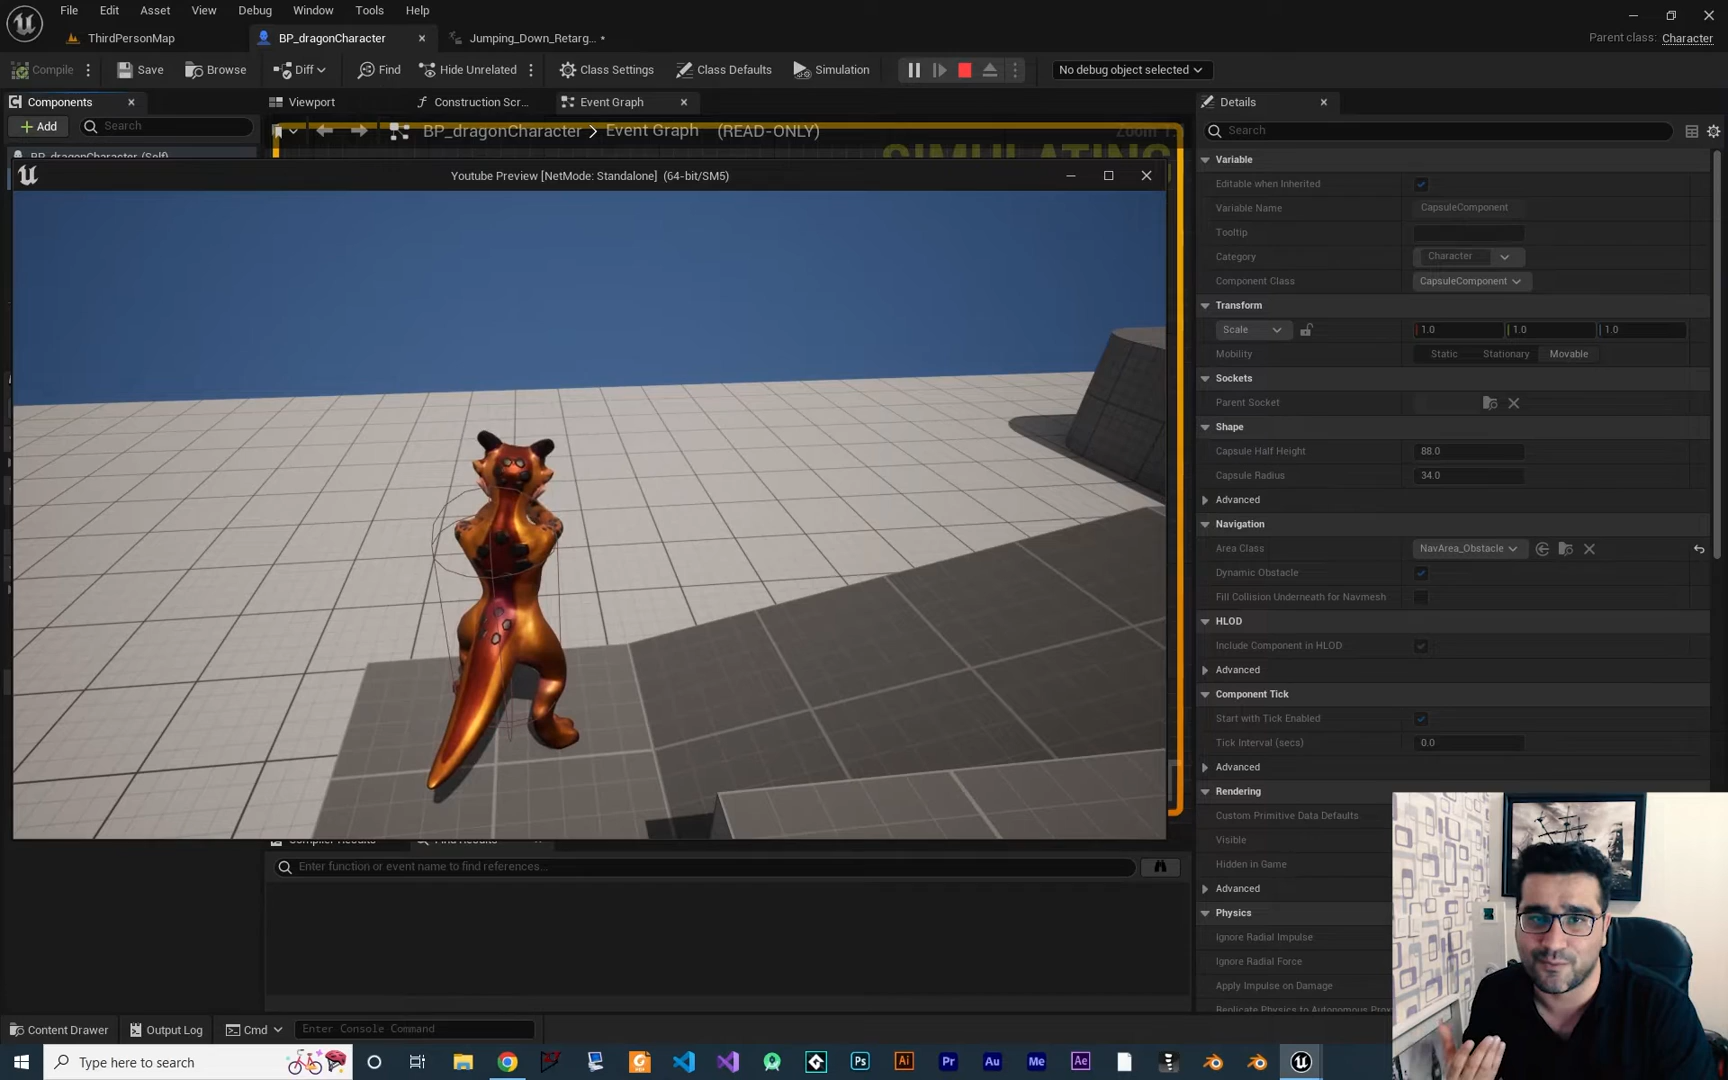 File Edit Asset View Debug Window Tools Help
ThirdPersonMap BP_dragonCharacter Jumping_Down_Retarg... •
Parent class: Character
Compile Save Browse Diff Find Hide Unrelated Class Settings Class Defaults Simulation No debug object selected
Components Viewport Construction Scr... Event Graph Details
Add Search BP_dragonCharacter > Event Graph (READ-ONLY) Search
BP_dragonCharacter (Self) SIMULATING
Youtube Preview [NetMode: Standalone] (64-bit/SM5)
Variable
Editable when Inherited
Variable Name CapsuleComponent
Tooltip
Category Character
Component Class CapsuleComponent
Transform
Scale 1.0 1.0 1.0
Mobility Static Stationary Movable
Sockets
Parent Socket
Shape
Capsule Half Height 88.0
Capsule Radius 34.0
Advanced
Navigation
Area Class NavArea_Obstacle
Dynamic Obstacle
Fill Collision Underneath for Navmesh
HLOD
Include Component in HLOD
Advanced
Component Tick
Start with Tick Enabled
Tick Interval (secs) 0.0
Advanced
Rendering
Custom Primitive Data Defaults
Visible
Hidden in Game
Advanced
Physics
Ignore Radial Impulse
Ignore Radial Force
Apply Impulse on Damage
Replicate Physics to Autonomous Prox
Enter function or event name to find references...
Content Drawer Output Log Cmd Enter Console Command
Type here to search
Ps Ai Pr Au Me Ae